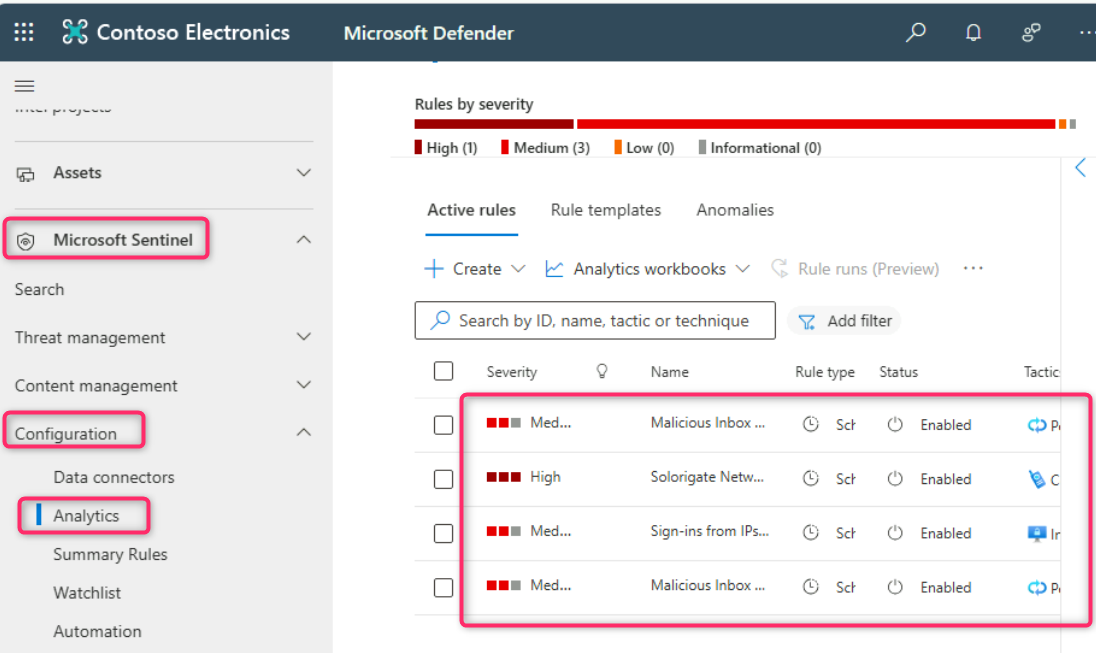 Contoso Electronics
Microsoft Defender
Assets
Microsoft Sentinel
Search
Threat management
Content management
Configuration
Data connectors
Analytics
Summary Rules
Watchlist
Automation
Rules by severity
High (1) Medium (3) Low (0) Informational (0)
Active rules Rule templates Anomalies
Create Analytics workbooks Rule runs (Preview) ...
Search by ID, name, tactic or technique Add filter
Severity Name Rule type Status Tactic
Med... Malicious Inbox ... Sch Enabled P
High Solorigate Netw... Sch Enabled C
Med... Sign-ins from IPs... Sch Enabled Ir
Med... Malicious Inbox ... Sch Enabled P